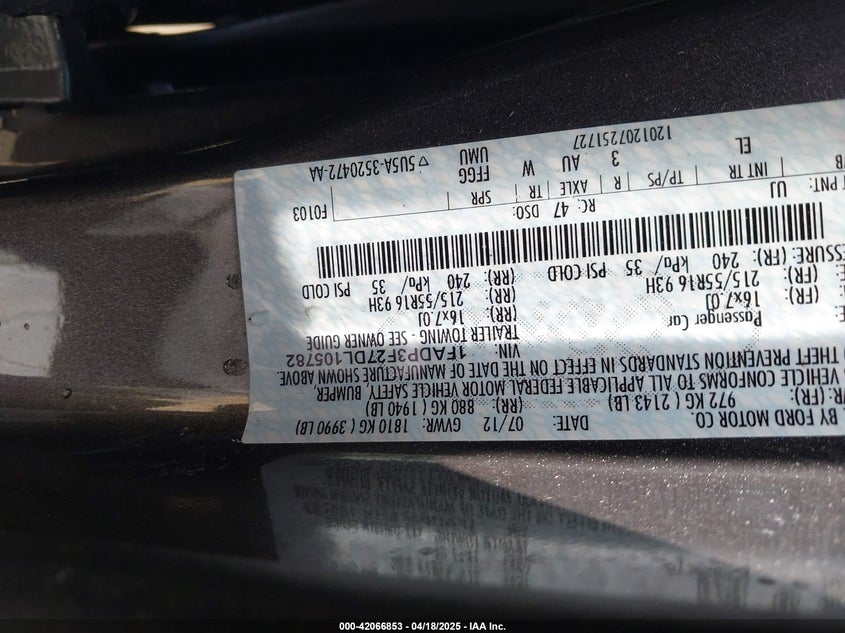 BY FORD MOTOR CO.
DATE: 07/12 GVWR: 1810 KG ( 3990 LB)
(FR): 972 KG ( 2143 LB) (RR): 880 KG ( 1940 LB)
VEHICLE CONFORMS TO ALL APPLICABLE FEDERAL MOTOR VEHICLE SAFETY, BUMPER,
THEFT PREVENTION STANDARDS IN EFFECT ON THE DATE OF MANUFACTURE SHOWN ABOVE.
VIN: 1FADP3F27DL105782
Passenger Car TRAILER TOWING - SEE OWNER GUIDE
16x7.0J (RR): 16x7.0J
(FR): 215/55R16 93H (RR): 215/55R16 93H
(FR): 240 kPa/ 35 PSI COLD (RR): 240 kPa/ 35 PSI COLD
PNT: UJ RC: 47 DSO: F0103
INT TR TP/PS R AXLE TR SPR
EL 3 AU W FFGG
UMU
1201207251727 ▽5U5A-3520472-AA
000-42066853 / 04/18/2025 - IAA Inc.